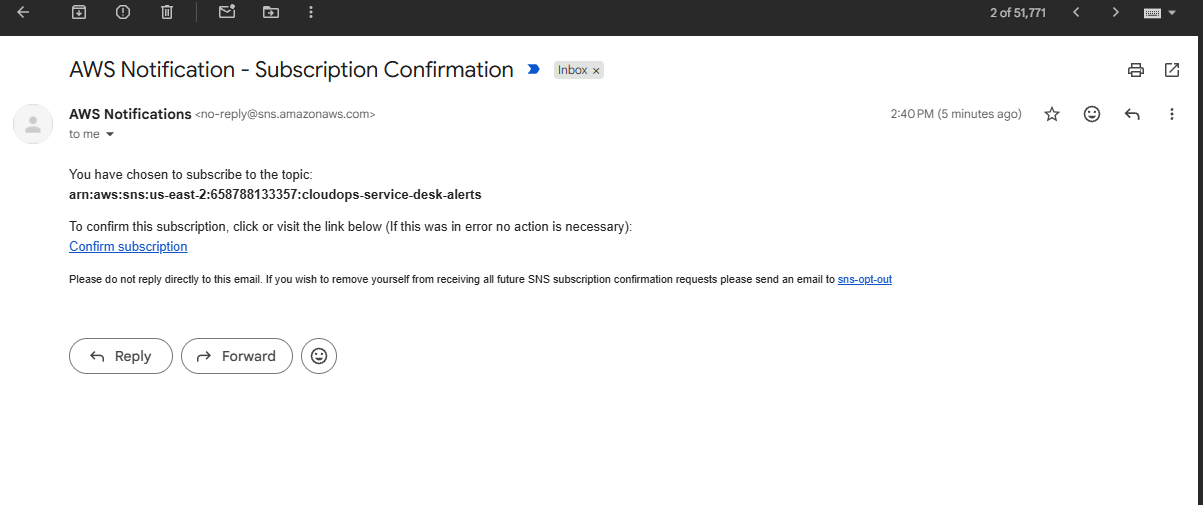 2 of 51,771
AWS Notification - Subscription Confirmation
Inbox ×
AWS Notifications <no-reply@sns.amazonaws.com>
2:40 PM (5 minutes ago)
to me
You have chosen to subscribe to the topic:
arn:aws:sns:us-east-2:658788133357:cloudops-service-desk-alerts
To confirm this subscription, click or visit the link below (If this was in error no action is necessary):
Confirm subscription
Please do not reply directly to this email. If you wish to remove yourself from receiving all future SNS subscription confirmation requests please send an email to sns-opt-out
Reply
Forward